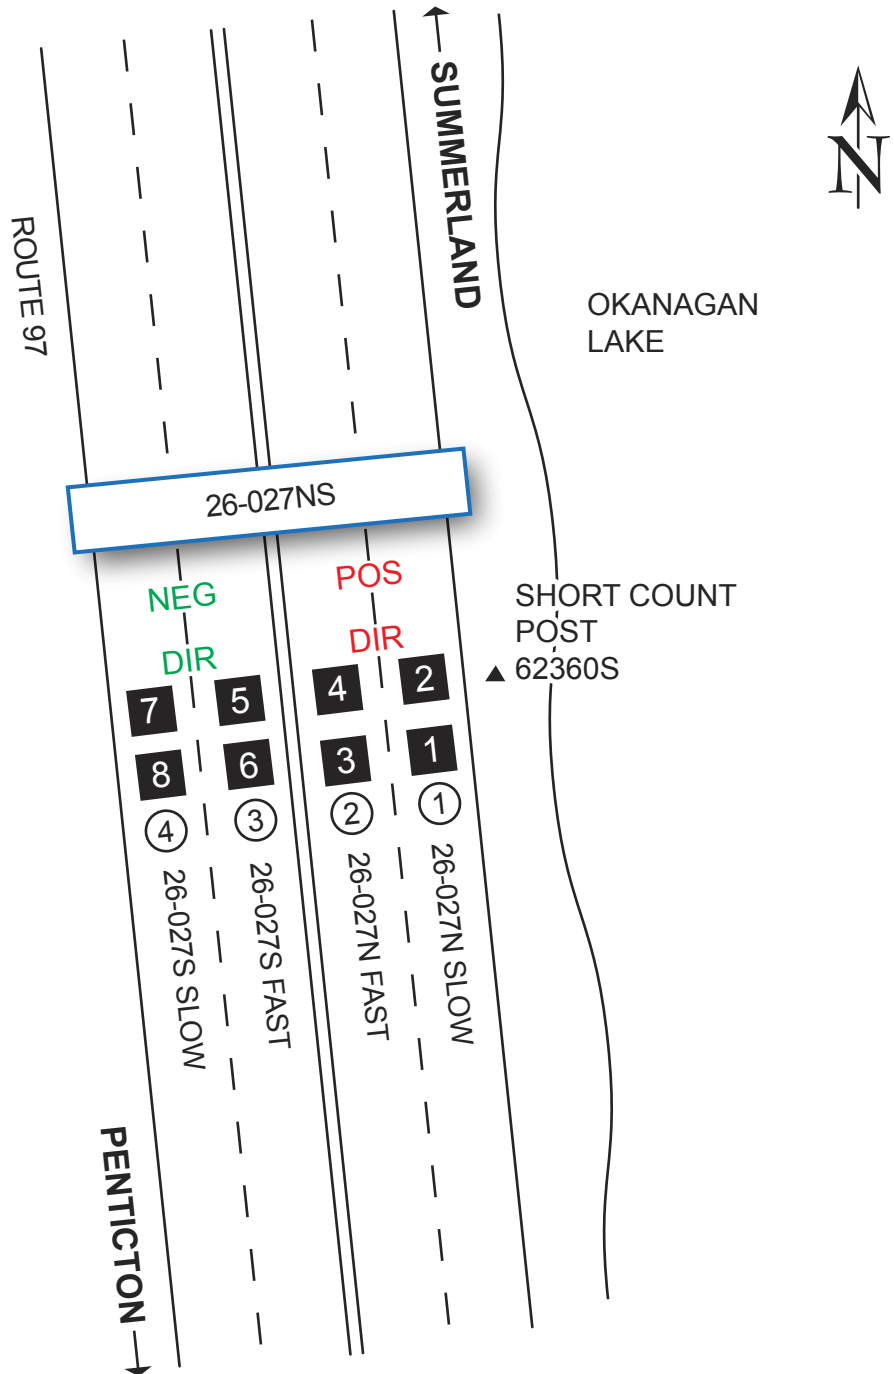 SUMMERLAND
N
ROUTE 97
OKANAGAN
LAKE
26-027NS
NEG
DIR
POS
DIR
SHORT COUNT
POST
62360S
7 5 4 2
8 6 3 1
4 3 2 1
26-027S SLOW
26-027S FAST
26-027N FAST
26-027N SLOW
PENTICTON